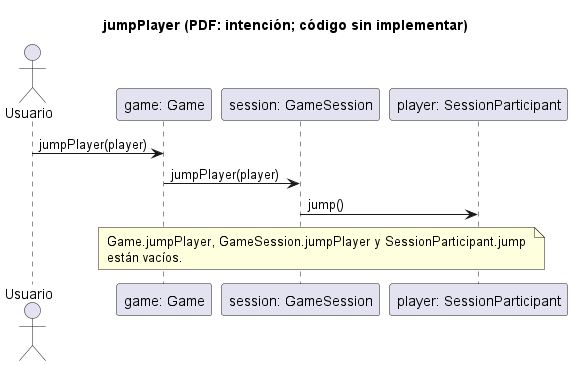 jumpPlayer (PDF: intención; código sin implementar)
Usuario
game: Game
session: GameSession
player: SessionParticipant
jumpPlayer(player)
jumpPlayer(player)
jump()
Game.jumpPlayer, GameSession.jumpPlayer y SessionParticipant.jump
están vacíos.
Usuario
game: Game
session: GameSession
player: SessionParticipant